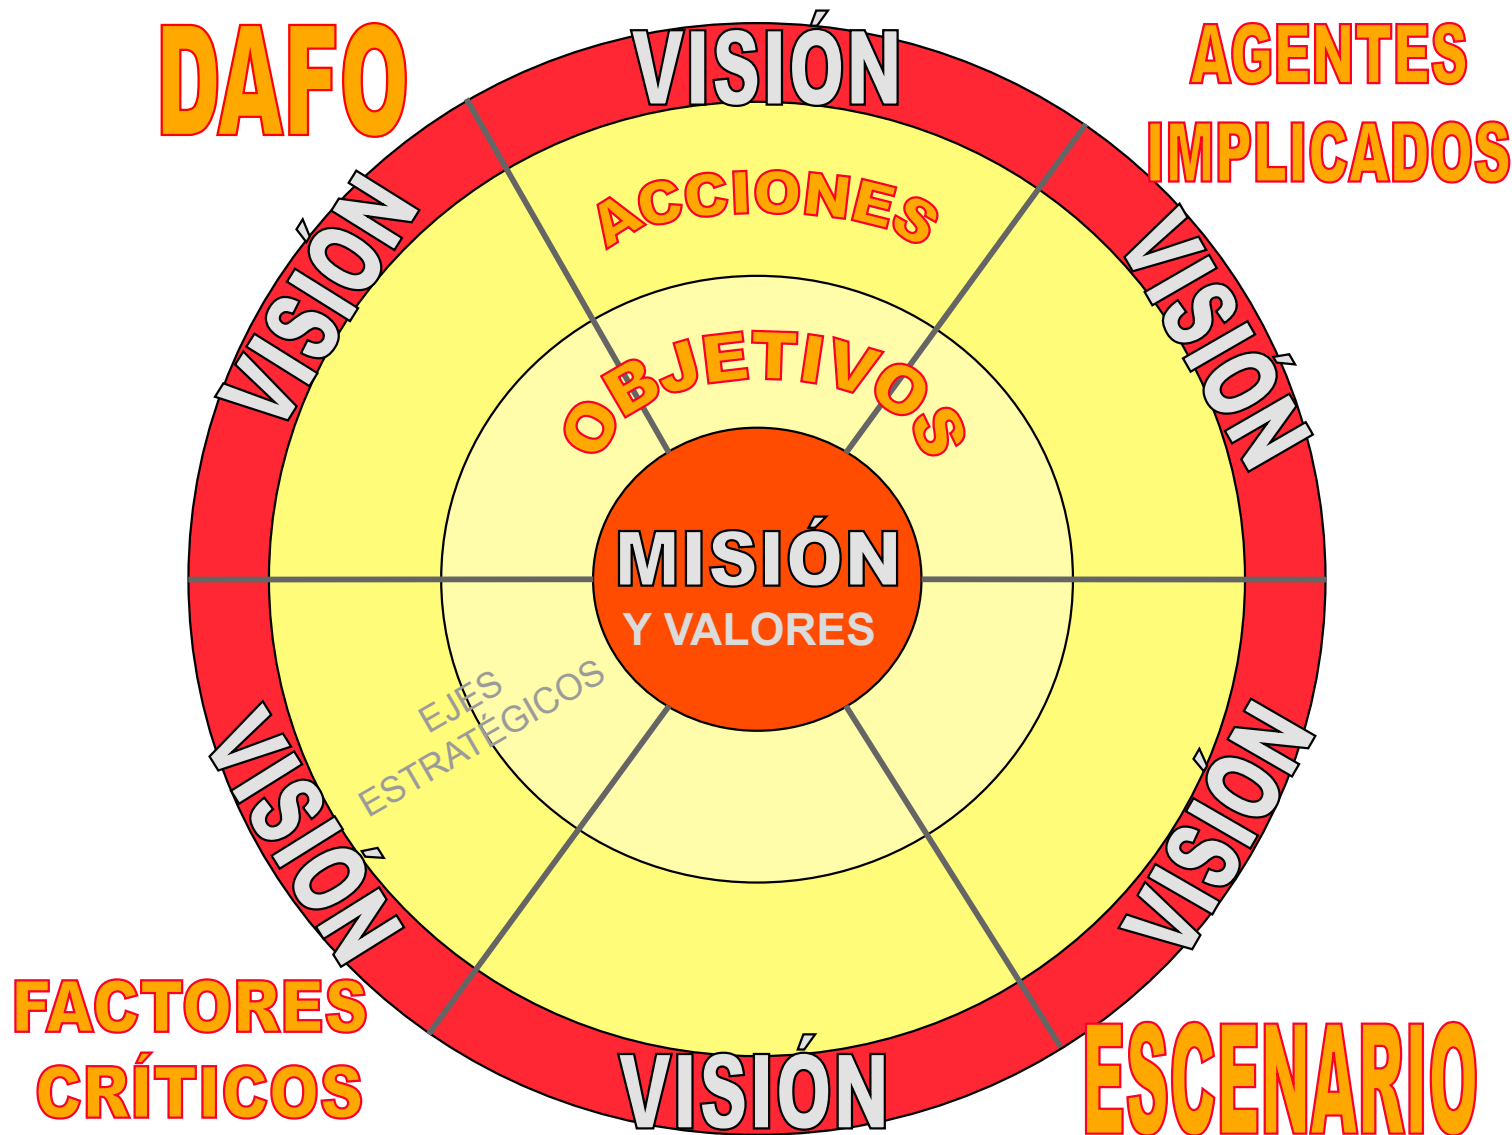 DAFO
VISIÓN
AGENTES
IMPLICADOS
ACCIONES
VISIÓN
VISIÓN
OBJETIVOS
MISIÓN
Y VALORES
EJES
ESTRATÉGICOS
VISIÓN
VISIÓN
FACTORES
CRÍTICOS
VISIÓN
ESCENARIO